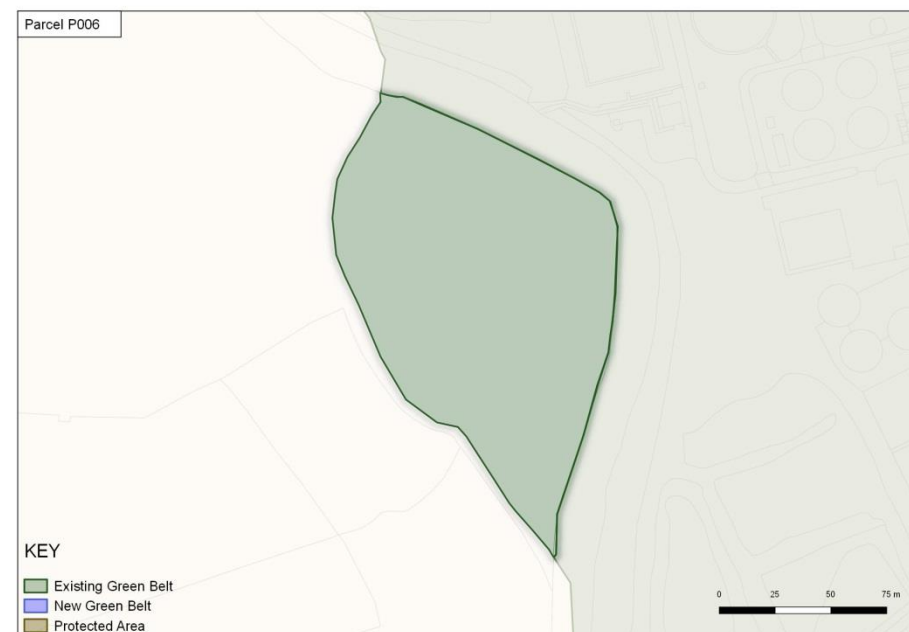 Parcel P006
KEY
Existing Green Belt
New Green Belt
Protected Area
0 25 50 75 m